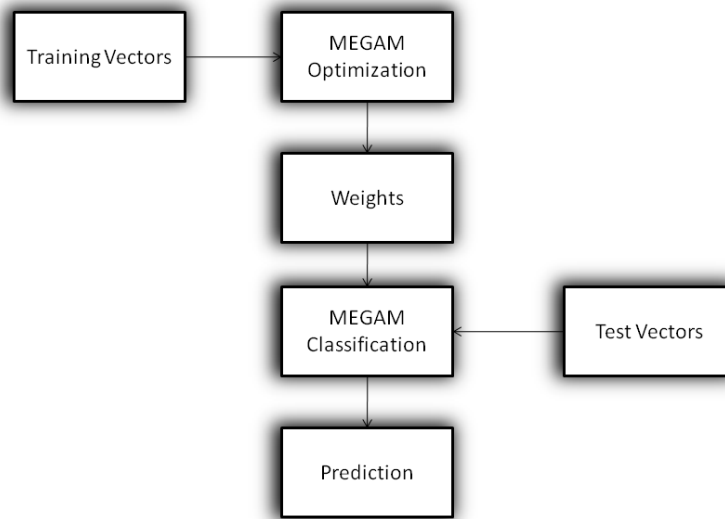 Training Vectors
MEGAM
Optimization
Weights
MEGAM
Classification
Test Vectors
Prediction